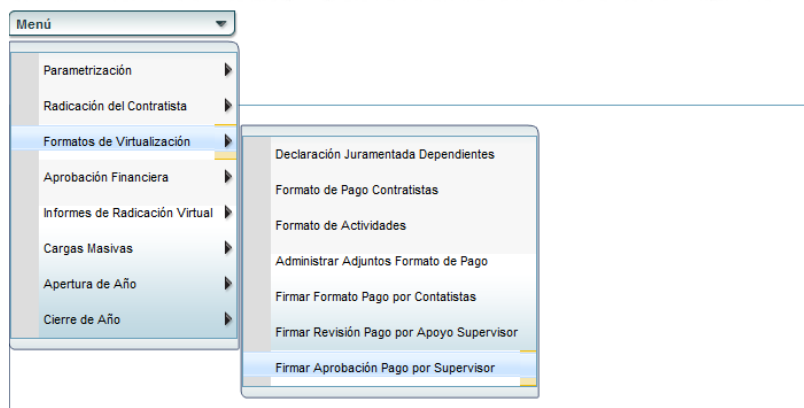 Menú
Parametrización
Radicación del Contratista
Formatos de Virtualización
Aprobación Financiera
Informes de Radicación Virtual
Cargas Masivas
Apertura de Año
Cierre de Año
Declaración Juramentada Dependientes
Formato de Pago Contratistas
Formato de Actividades
Administrar Adjuntos Formato de Pago
Firmar Formato Pago por Contatistas
Firmar Revisión Pago por Apoyo Supervisor
Firmar Aprobación Pago por Supervisor